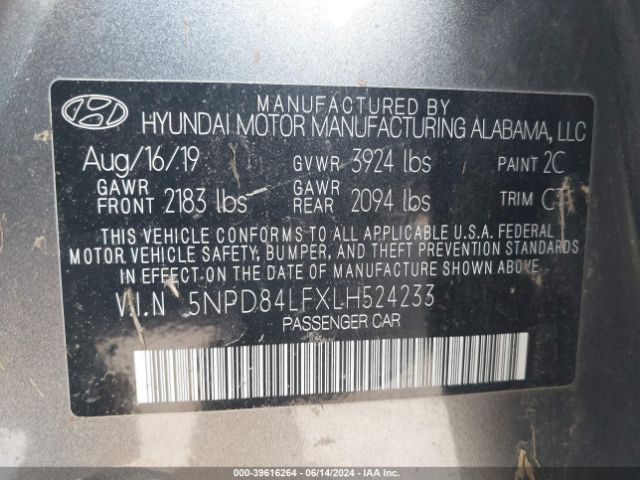 MANUFACTURED BY
HYUNDAI MOTOR MANUFACTURING ALABAMA, LLC
Aug/16/19 GVWR 3924 lbs PAINT 2C
GAWR FRONT 2183 lbs GAWR REAR 2094 lbs TRIM
THIS VEHICLE CONFORMS TO ALL APPLICABLE U.S.A. FEDERAL
MOTOR VEHICLE SAFETY, BUMPER, AND THEFT PREVENTION STANDARDS
IN EFFECT ON THE DATE OF MANUFACTURE SHOWN ABOVE.
V.I.N 5NPD84LFXLH524233
PASSENGER CAR
000-39616264 - 06/14/2024 - IAA Inc.